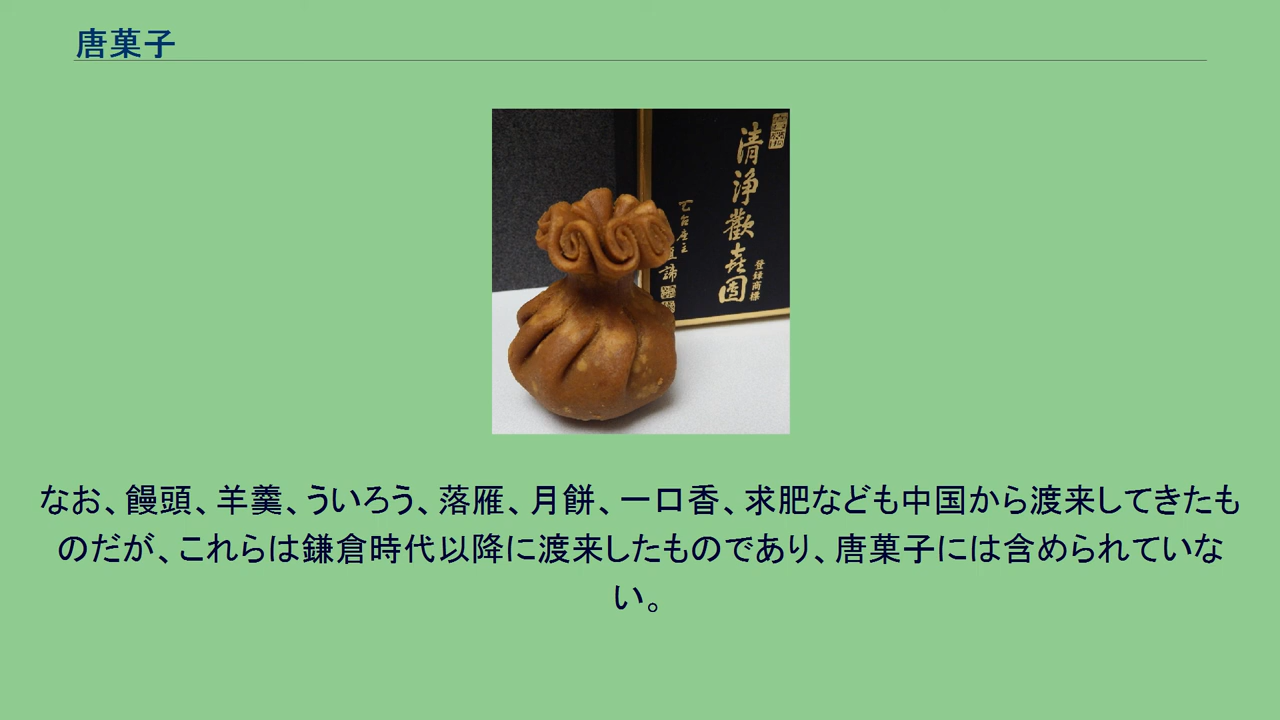 唐菓子
清浄歡喜団
登録商標
なお、饅頭、羊羹、ういろう、落雁、月餅、一口香、求肥なども中国から渡来してきたも
のだが、これらは鎌倉時代以降に渡来したものであり、唐菓子には含められていな
い。